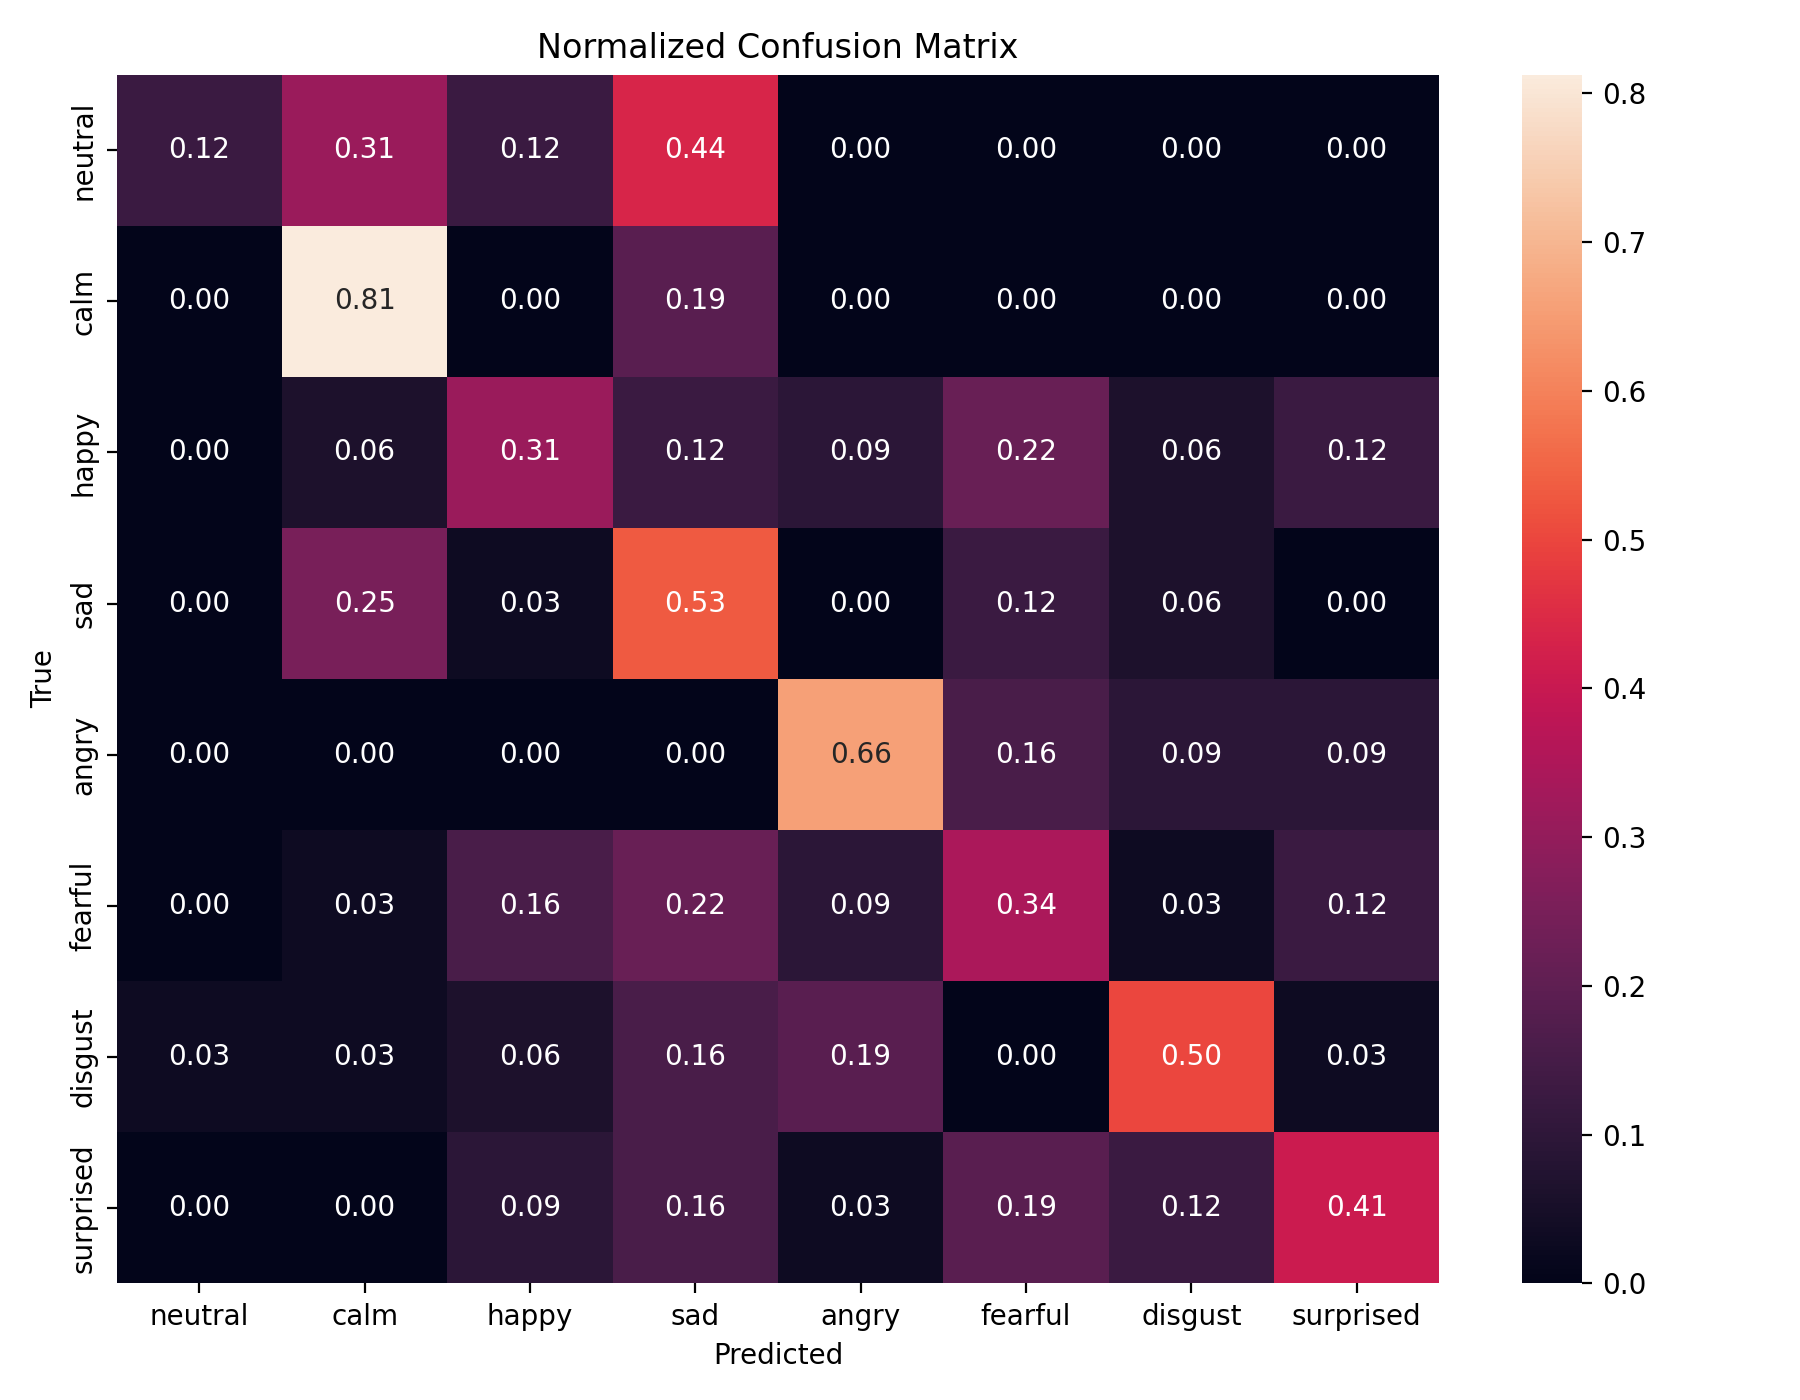 Normalized Confusion Matrix
neutral 0.12 0.31 0.12 0.44 0.00 0.00 0.00 0.00
calm 0.00 0.81 0.00 0.19 0.00 0.00 0.00 0.00
happy 0.00 0.06 0.31 0.12 0.09 0.22 0.06 0.12
sad 0.00 0.25 0.03 0.53 0.00 0.12 0.06 0.00
angry 0.00 0.00 0.00 0.00 0.66 0.16 0.09 0.09
fearful 0.00 0.03 0.16 0.22 0.09 0.34 0.03 0.12
disgust 0.03 0.03 0.06 0.16 0.19 0.00 0.50 0.03
surprised 0.00 0.00 0.09 0.16 0.03 0.19 0.12 0.41
True
neutral calm happy sad angry fearful disgust surprised
Predicted
0.8
0.7
0.6
0.5
0.4
0.3
0.2
0.1
0.0